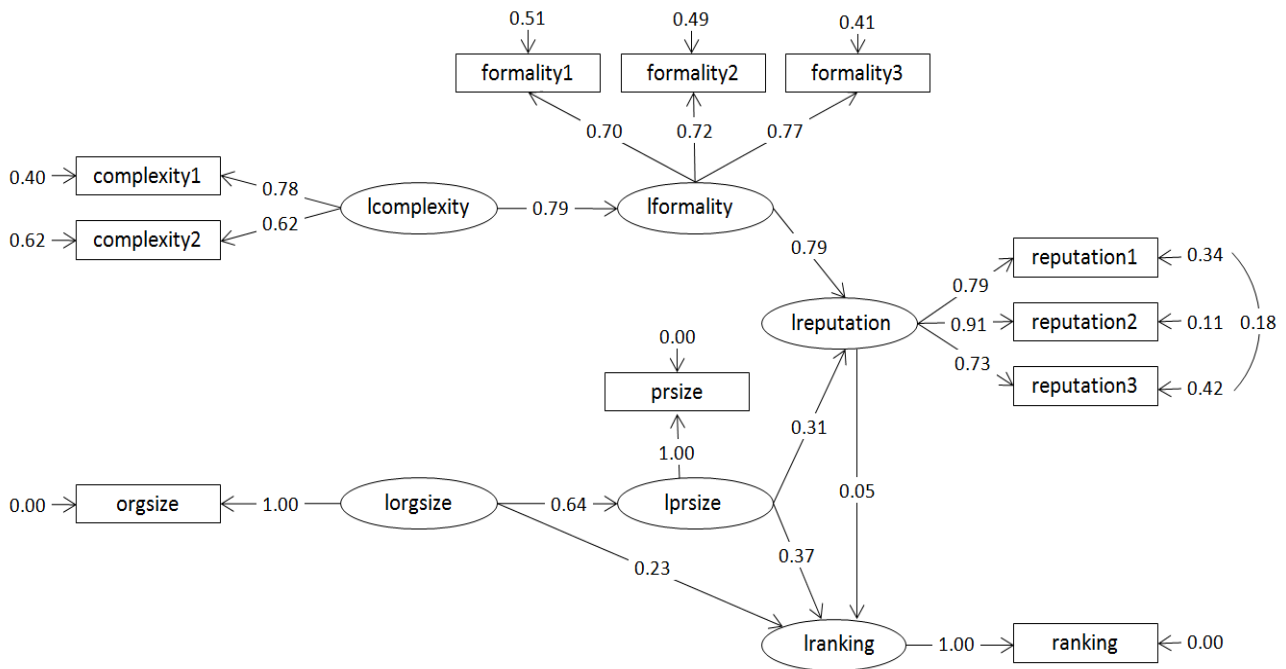 0.51
0.49
0.41
formality1
formality2
formality3
0.70
0.72
0.77
0.40
complexity1
0.78
lcomplexity
0.79
lformality
0.62
complexity2
0.62
0.79
reputation1
0.34
0.79
lreputation
0.91
reputation2
0.11
0.18
0.73
reputation3
0.42
0.00
prsize
1.00
0.31
0.05
0.00
orgsize
1.00
lorgsize
0.64
lprsize
0.23
0.37
lranking
1.00
ranking
0.00